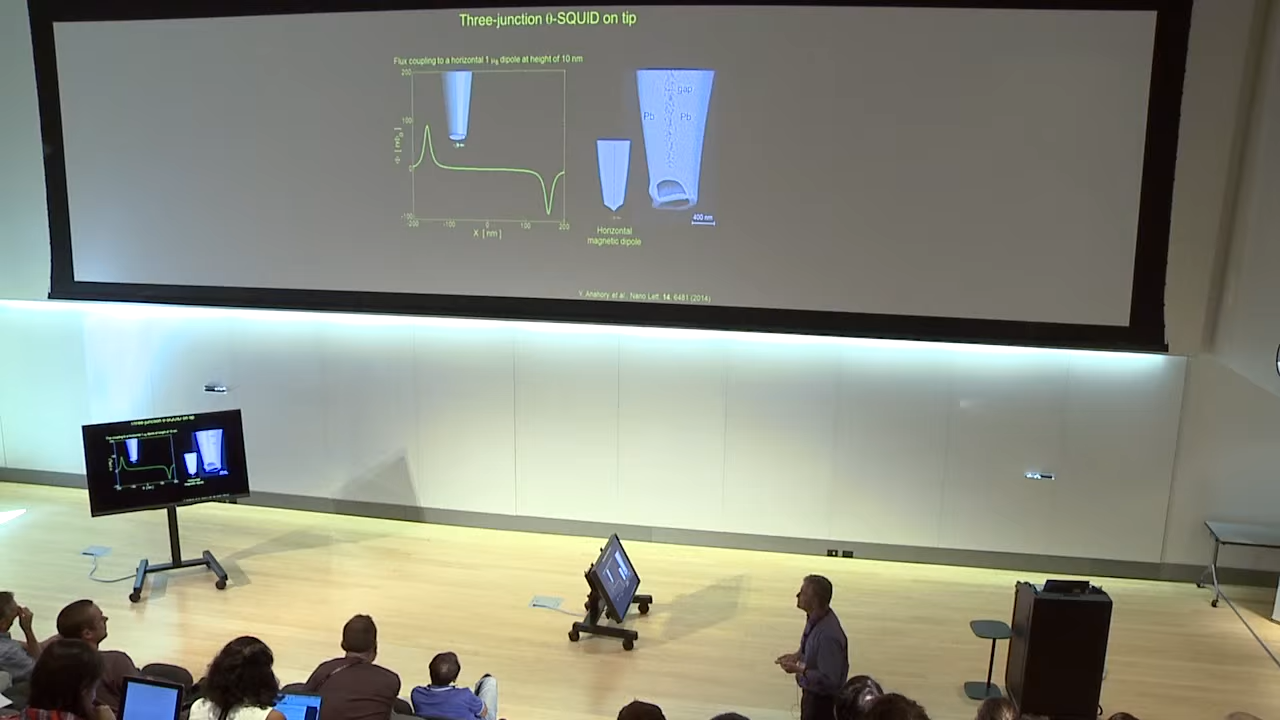 Three-junction θ-SQUID on tip
Flux coupling to a horizontal 1 μB dipole at height of 10 nm
200
100
0
-100
-200
-100
0
100
200
X [ nm ]
gap
Pb
Pb
400 nm
Horizontal
magnetic dipole
Y. Anahory et al., Nano Lett. 14, 6481 (2014)